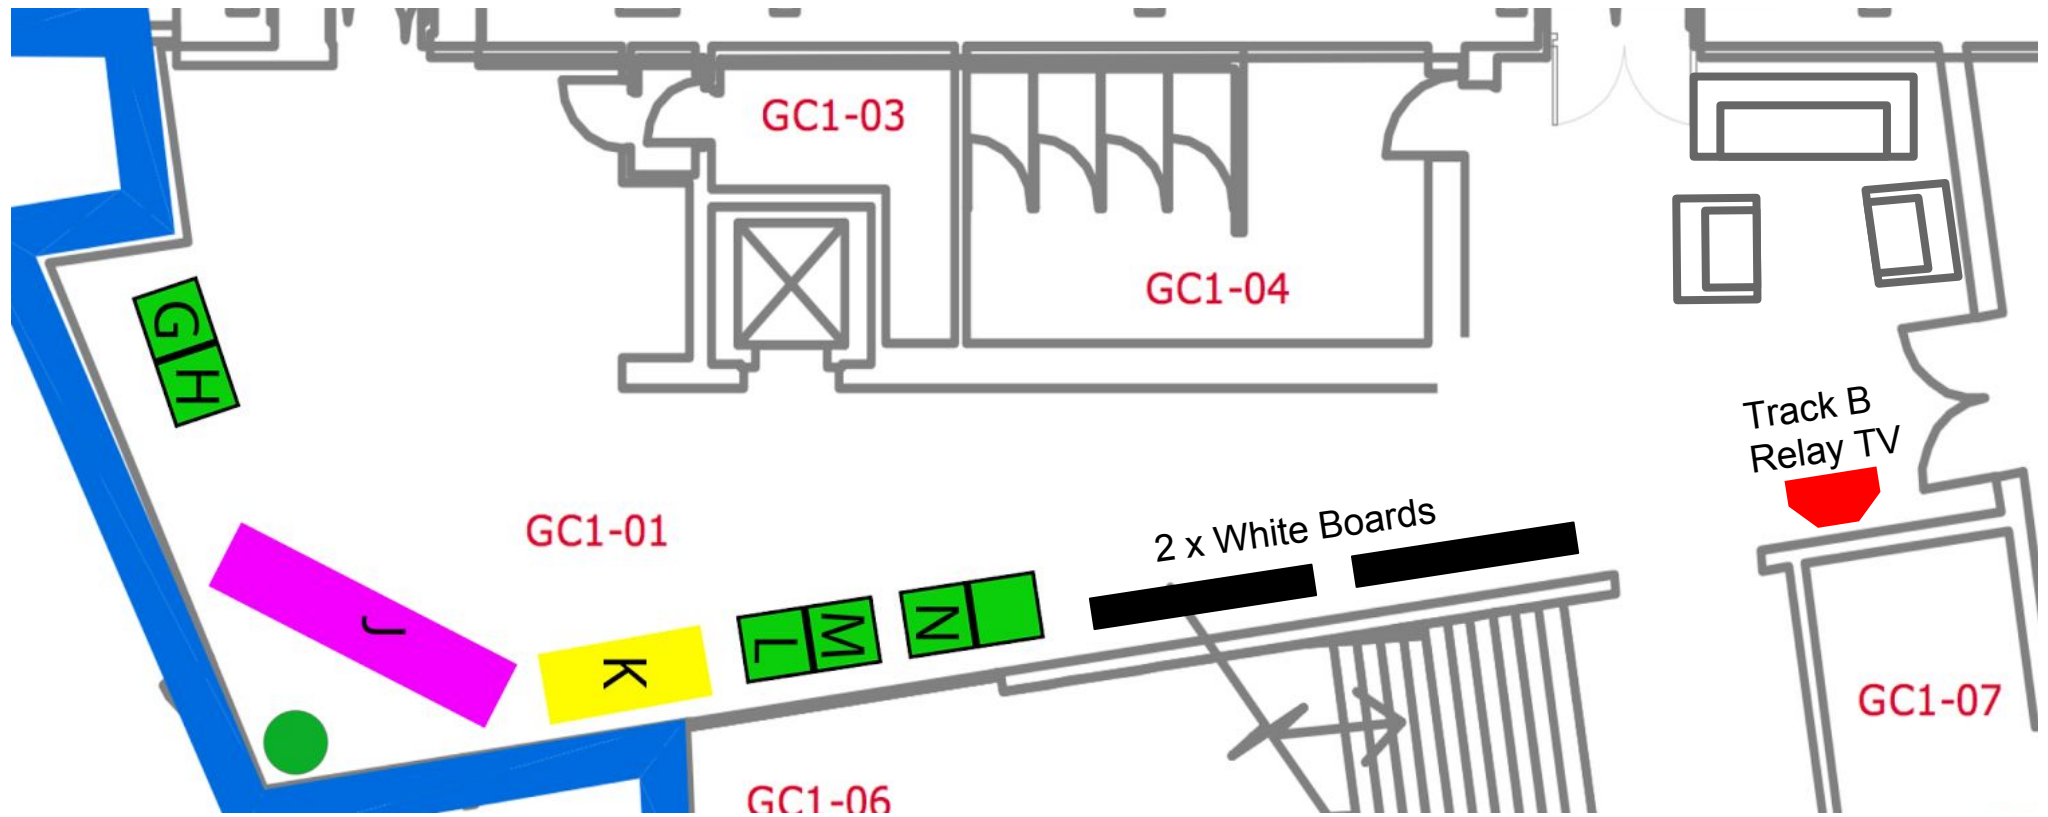 GC1-03
GC1-04
G
H
Track B
Relay TV
2 x White Boards
GC1-01
J
K
L
M
N
GC1-07
GC1-06